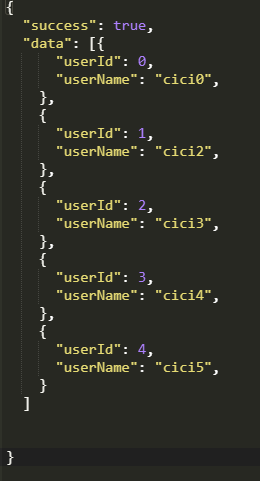 {
"success": true,
"data": [{
"userId": 0,
"userName": "cici0",
},
{
"userId": 1,
"userName": "cici2",
},
{
"userId": 2,
"userName": "cici3",
},
{
"userId": 3,
"userName": "cici4",
},
{
"userId": 4,
"userName": "cici5",
}
]
}